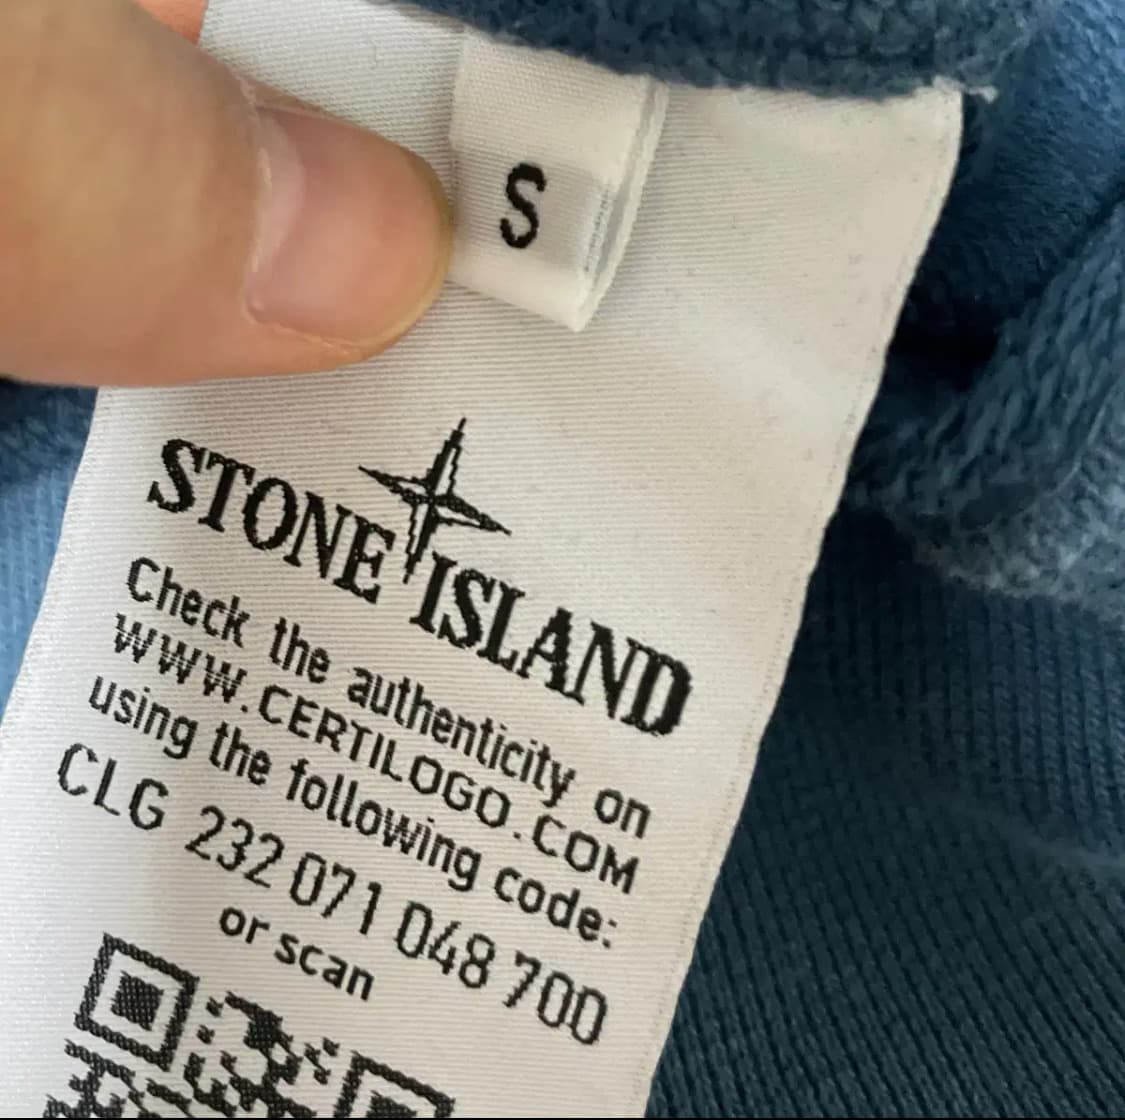 S
STONE ISLAND
Check the authenticity on
WWW.CERTILOGO.COM
using the following code:
CLG 232 071 048 700
or scan